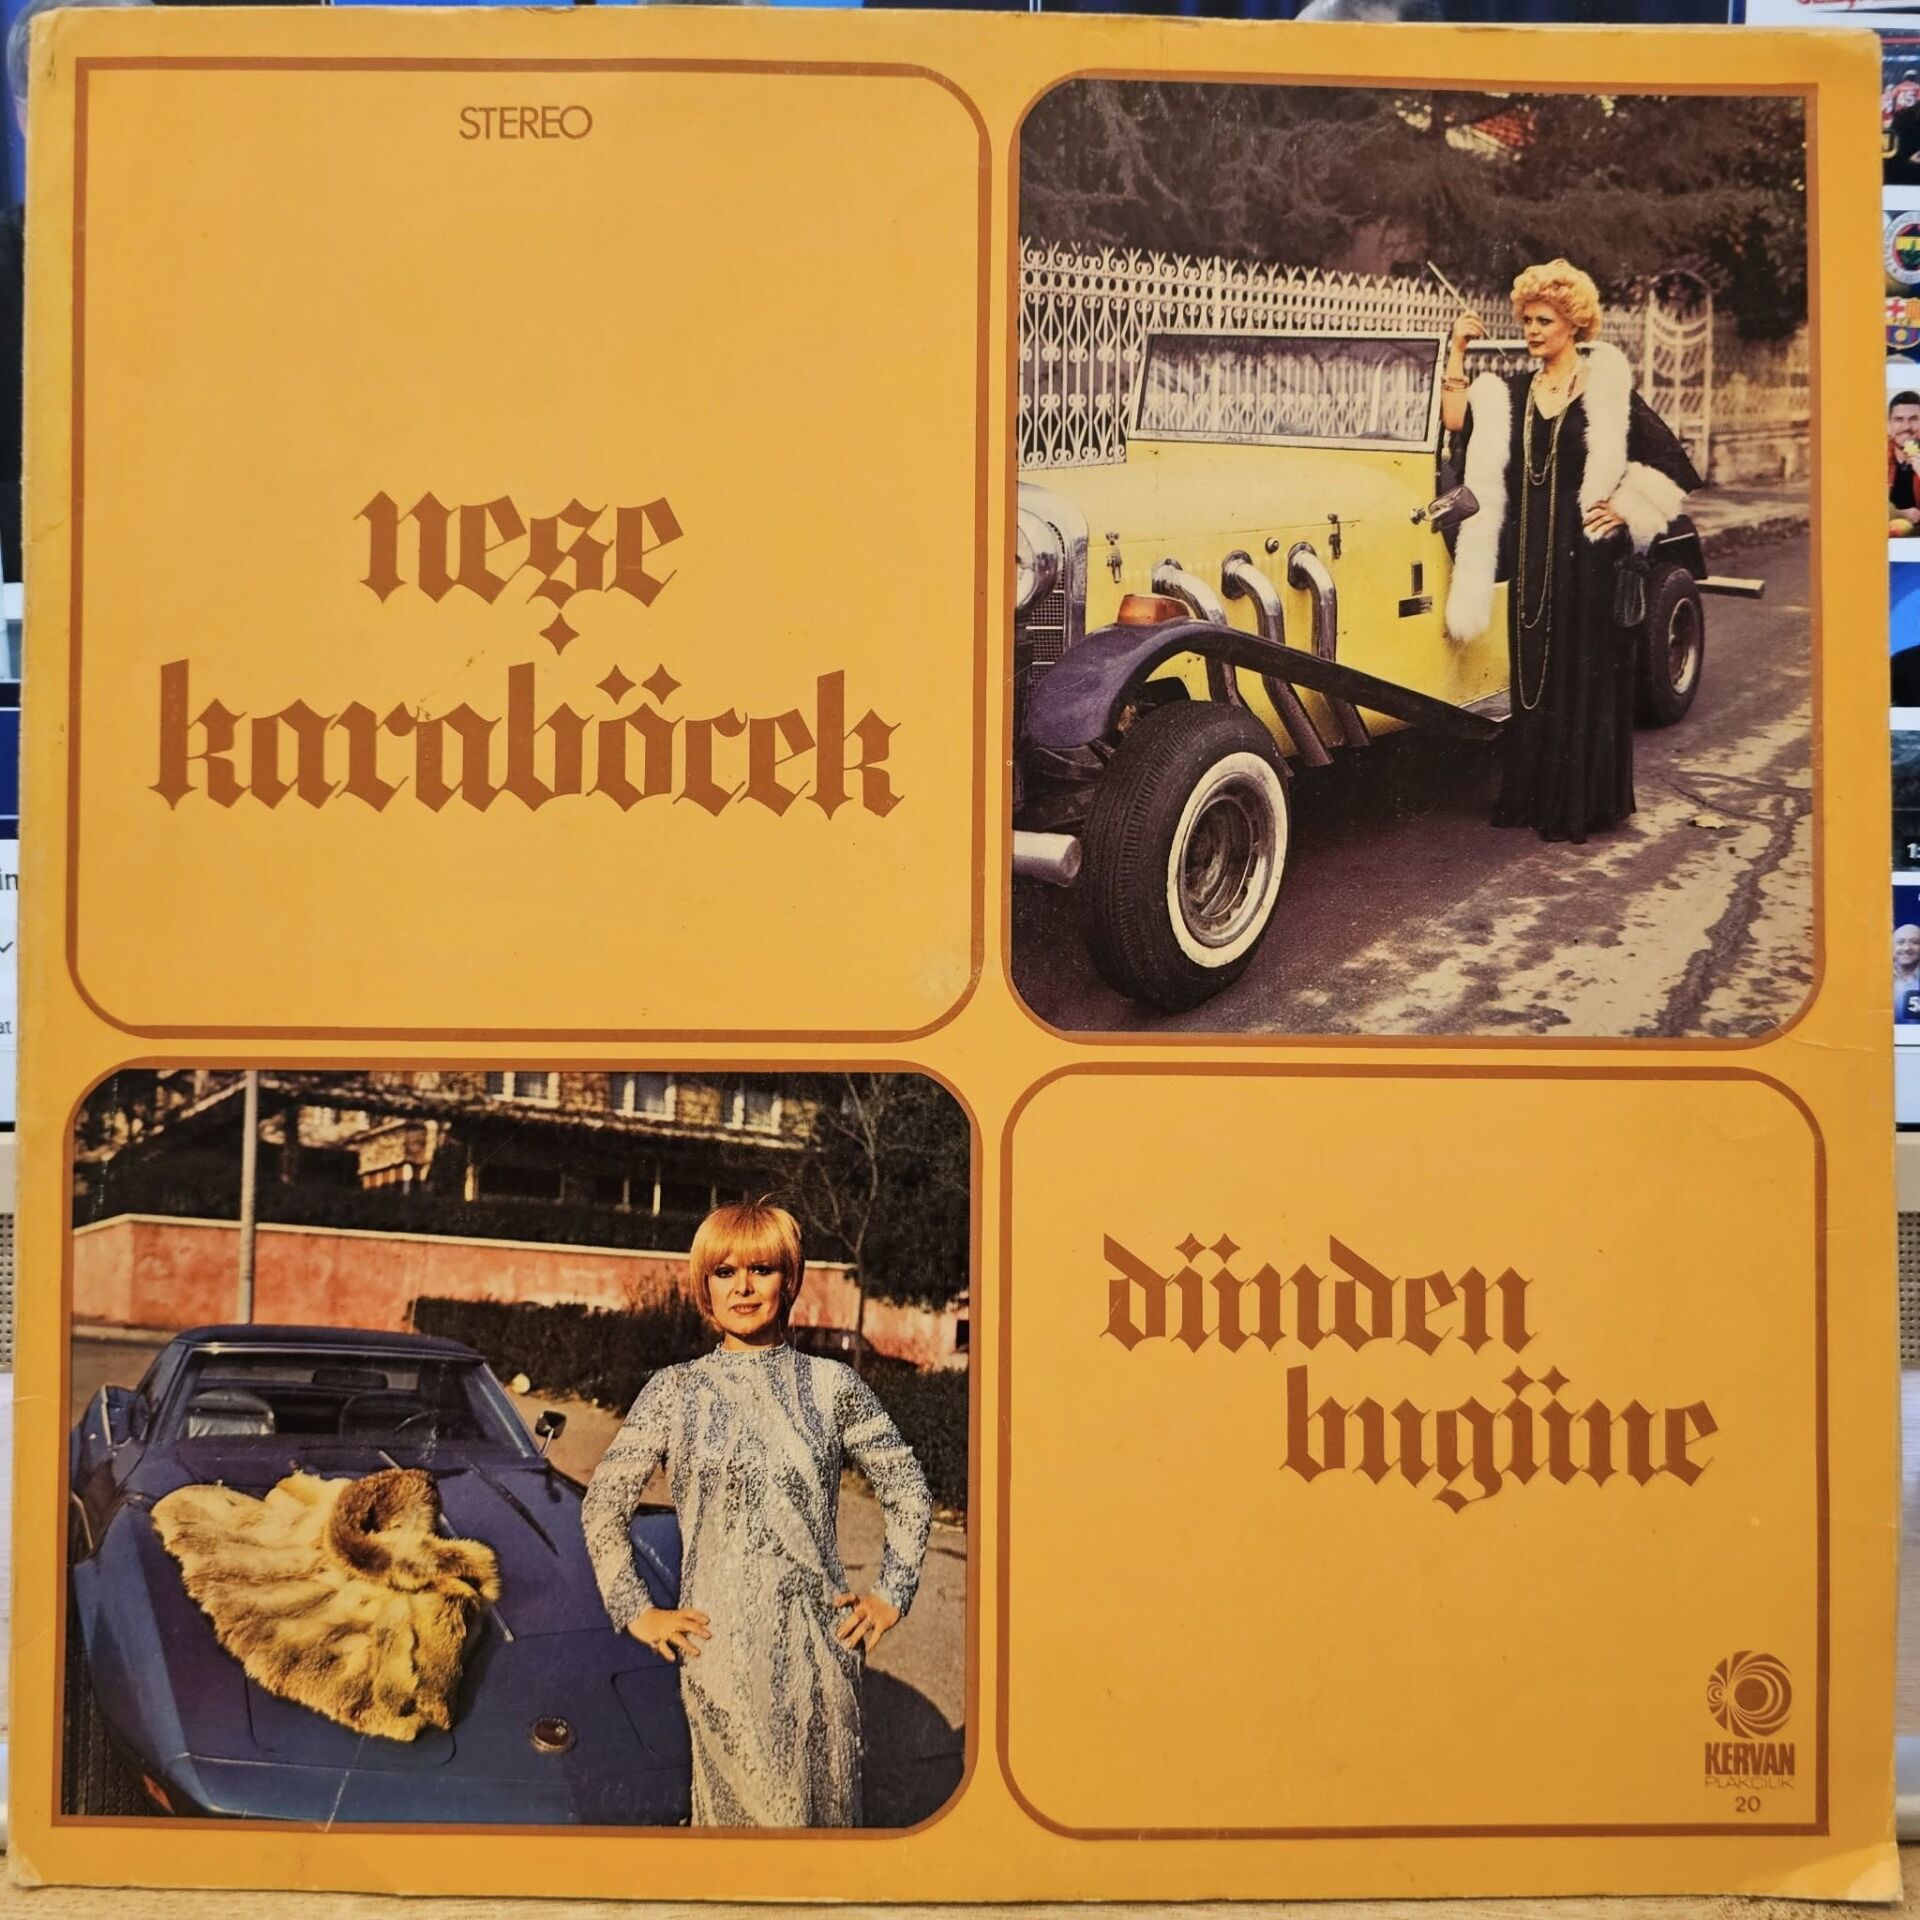 STEREO
neşe
karaböcek
dünden
bugüne
KERVAN
PLAKÇILIK
20